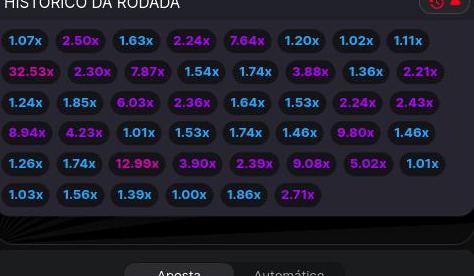 HISTÓRICO DA RODADA
1.07x 2.50x 1.63x 2.24x 7.64x 1.20x 1.02x 1.11x
32.53x 2.30x 7.87x 1.54x 1.74x 3.88x 1.36x 2.21x
1.24x 1.85x 6.03x 2.36x 1.64x 1.53x 2.24x 2.43x
8.94x 4.23x 1.01x 1.53x 1.74x 1.46x 9.80x 1.46x
1.26x 1.74x 12.99x 3.90x 2.39x 9.08x 5.02x 1.01x
1.03x 1.56x 1.39x 1.00x 1.86x 2.71x
Aposta Automático